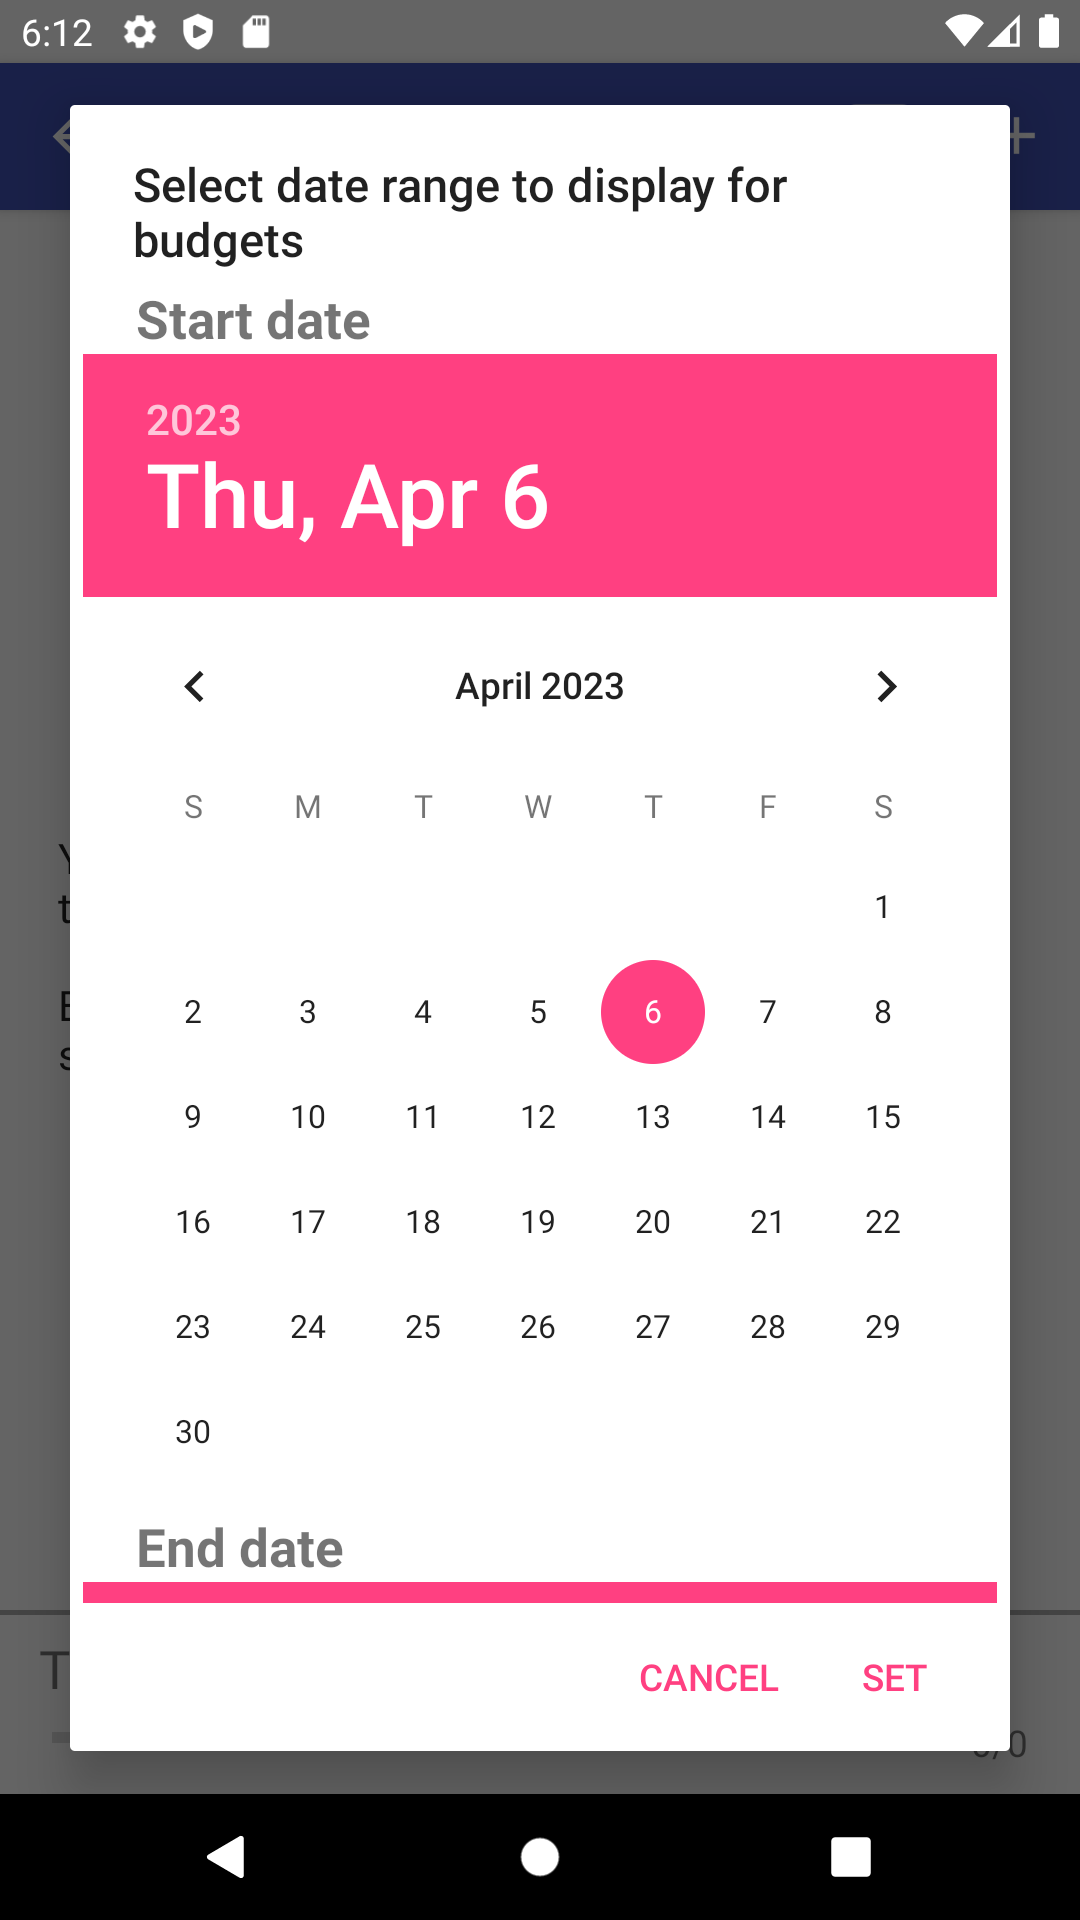 6:12
Select date range to display for
budgets
Start date
2023
Thu, Apr 6
April 2023
S M T W T F S
1
2 3 4 5 6 7 8
9 10 11 12 13 14 15
16 17 18 19 20 21 22
23 24 25 26 27 28 29
30
End date
CANCEL SET